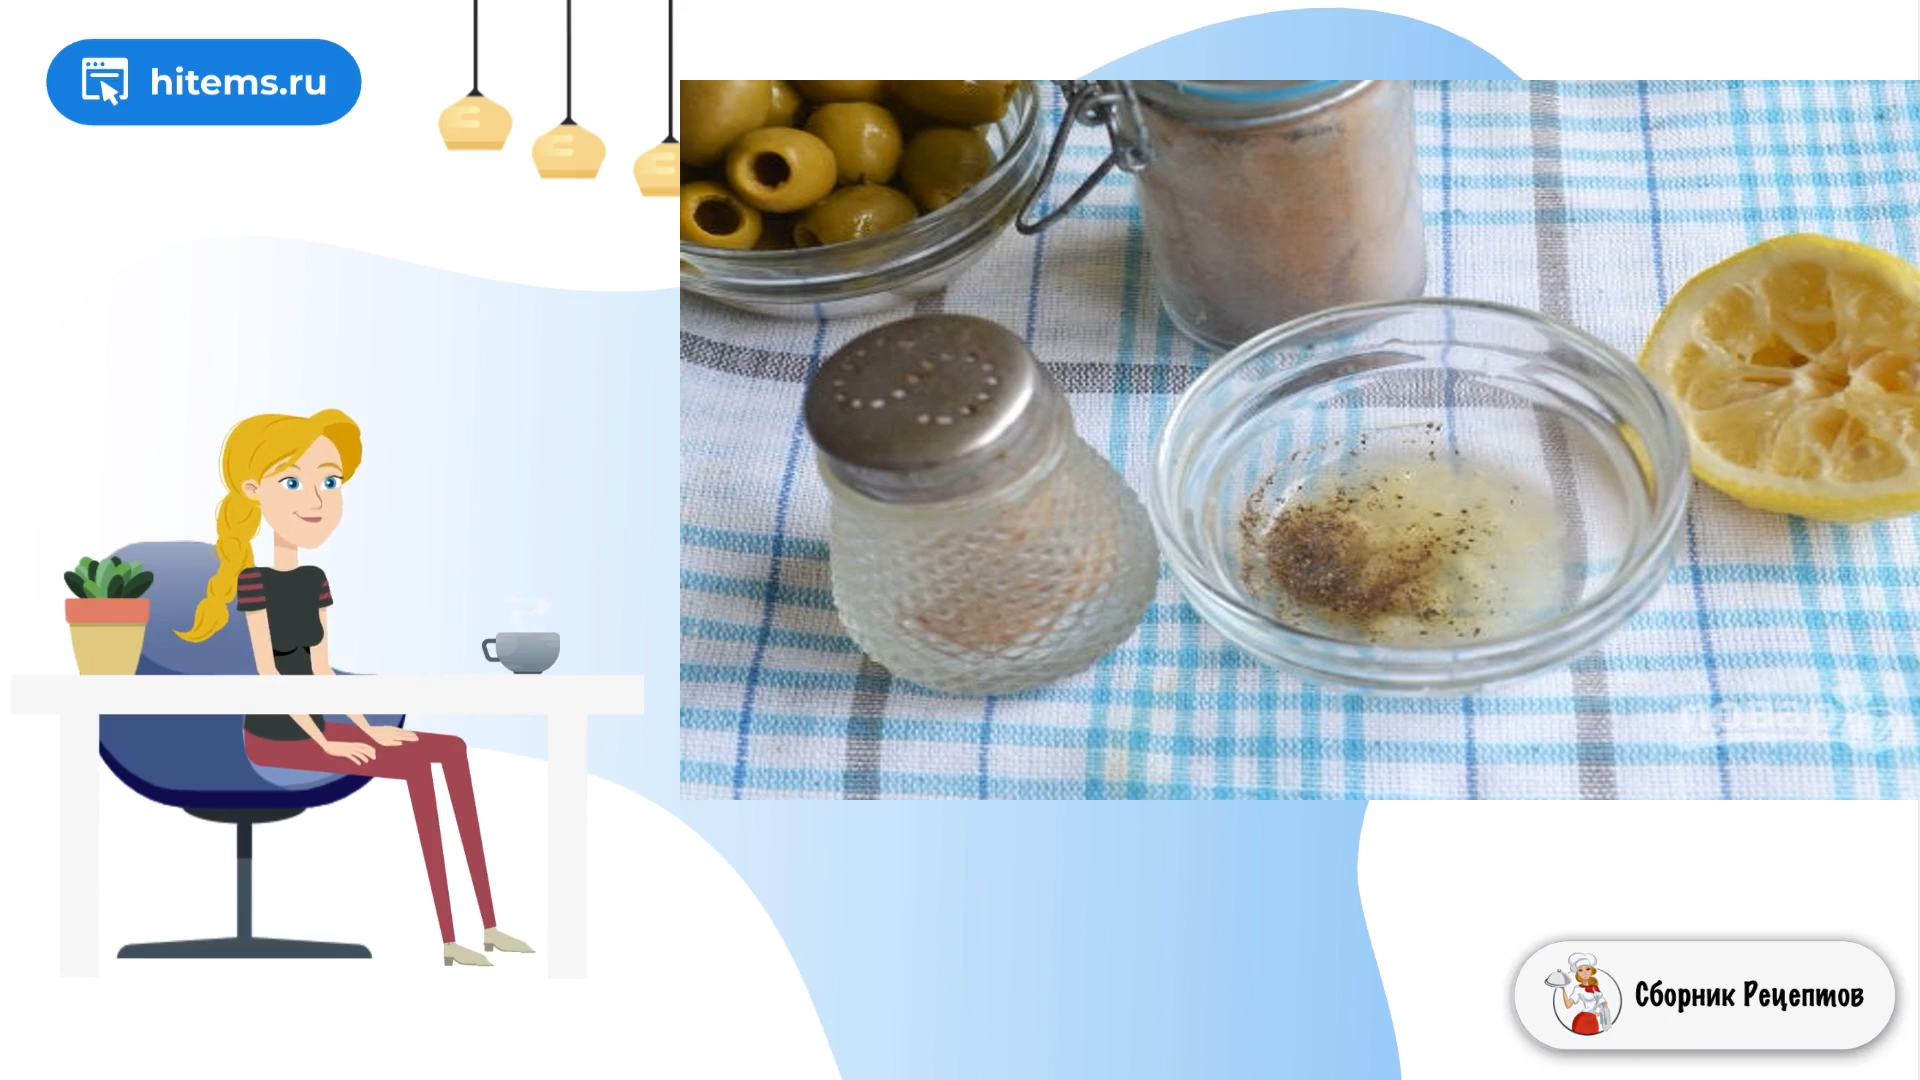 hitems.ru
Сборник Рецептов